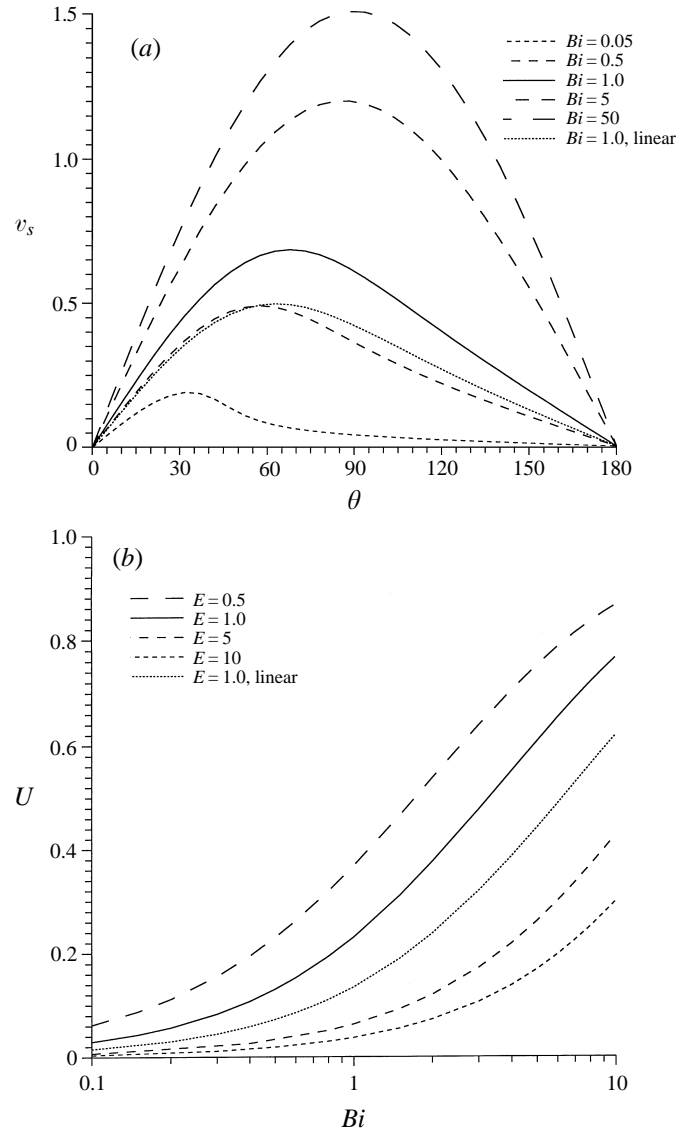 1.5
(a)
Bi = 0.05
Bi = 0.5
Bi = 1.0
Bi = 5
Bi = 50
Bi = 1.0, linear
1.0
v_s
0.5
0
0 30 60 90 120 150 180
θ
1.0
(b)
E = 0.5
E = 1.0
E = 5
E = 10
E = 1.0, linear
0.8
0.6
U
0.4
0.2
0
0.1 1 10
Bi